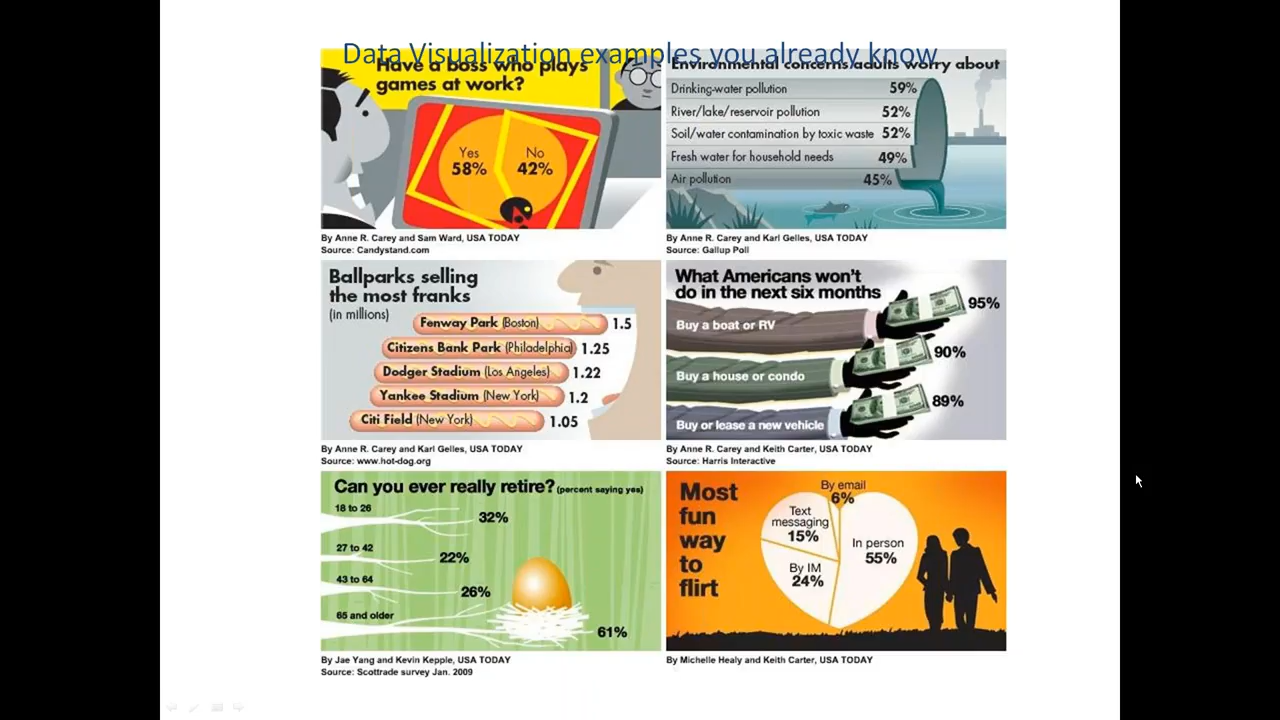 Data Visualization examples you already know
Have a boss who plays
games at work?
Yes
58%
No
42%
By Anne R. Carey and Sam Ward, USA TODAY
Source: Candystand.com
Environmental concerns adults worry about
Drinking-water pollution 59%
River/lake/reservoir pollution 52%
Soil/water contamination by toxic waste 52%
Fresh water for household needs 49%
Air pollution 45%
By Anne R. Carey and Karl Gelles, USA TODAY
Source: Gallup Poll
Ballparks selling
the most franks
(in millions)
Fenway Park (Boston) 1.5
Citizens Bank Park (Philadelphia) 1.25
Dodger Stadium (Los Angeles) 1.22
Yankee Stadium (New York) 1.2
Citi Field (New York) 1.05
By Anne R. Carey and Karl Gelles, USA TODAY
Source: www.hot-dog.org
What Americans won't
do in the next six months
Buy a boat or RV 95%
Buy a house or condo 90%
Buy or lease a new vehicle 89%
By Anne R. Carey and Keith Carter, USA TODAY
Source: Harris Interactive
Can you ever really retire? (percent saying yes)
18 to 26 32%
27 to 42 22%
43 to 64 26%
65 and older 61%
By Jae Yang and Kevin Kepple, USA TODAY
Source: Scottrade survey Jan. 2009
Most
fun
way
to
flirt
By email
6%
Text
messaging
15%
In person
55%
By IM
24%
By Michelle Healy and Keith Carter, USA TODAY